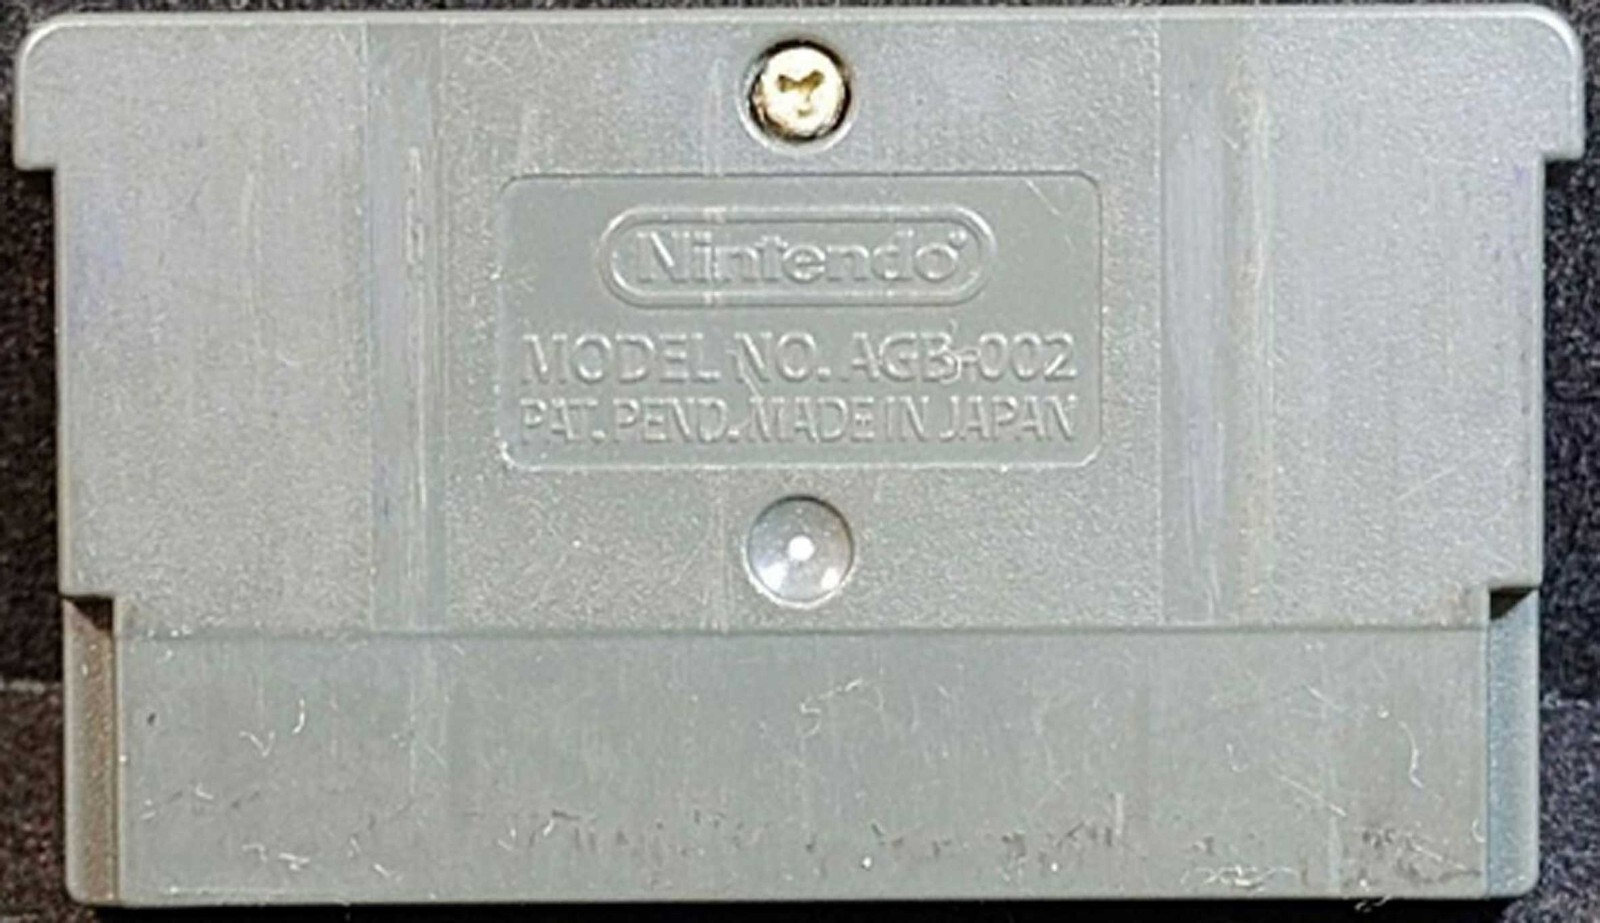 Nintendo®
MODEL NO. AGB-002
PAT. PEND. MADE IN JAPAN